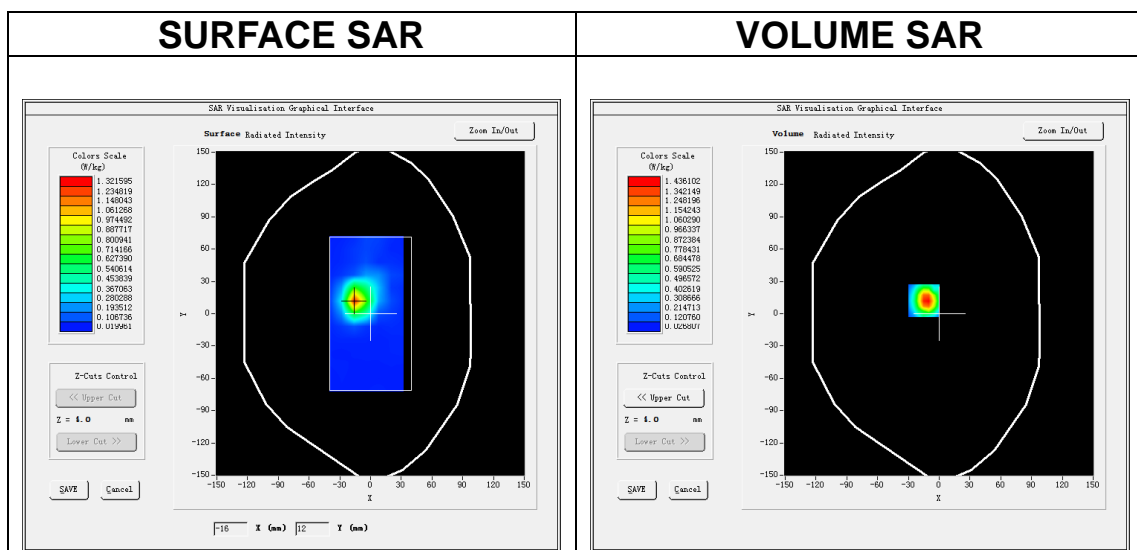 SURFACE SAR
VOLUME SAR
SAR Visualisation Graphical Interface
Surface Radiated Intensity
Zoom In/Out
Colors Scale
(W/kg)
1.321595
1.234819
1.148043
1.061268
0.974492
0.887717
0.800941
0.714166
0.627390
0.540614
0.453839
0.367063
0.280288
0.193512
0.106736
0.019961
150
120
90
60
30
0
-30
-60
-90
-120
-150
Y
-150 -120 -90 -60 -30 0 30 60 90 120 150
X
Z-Cuts Control
<< Upper Cut
Z = 4.0 mm
Lower Cut >>
SAVE Cancel
-16 X (mm) 12 Y (mm)
SAR Visualisation Graphical Interface
Volume Radiated Intensity
Zoom In/Out
Colors Scale
(W/kg)
1.436102
1.342149
1.248196
1.154243
1.060290
0.966337
0.872384
0.778431
0.684478
0.590525
0.496572
0.402619
0.308666
0.214713
0.120760
0.026807
150
120
90
60
30
0
-30
-60
-90
-120
-150
Y
-150 -120 -90 -60 -30 0 30 60 90 120 150
X
Z-Cuts Control
<< Upper Cut
Z = 4.0 mm
Lower Cut >>
SAVE Cancel